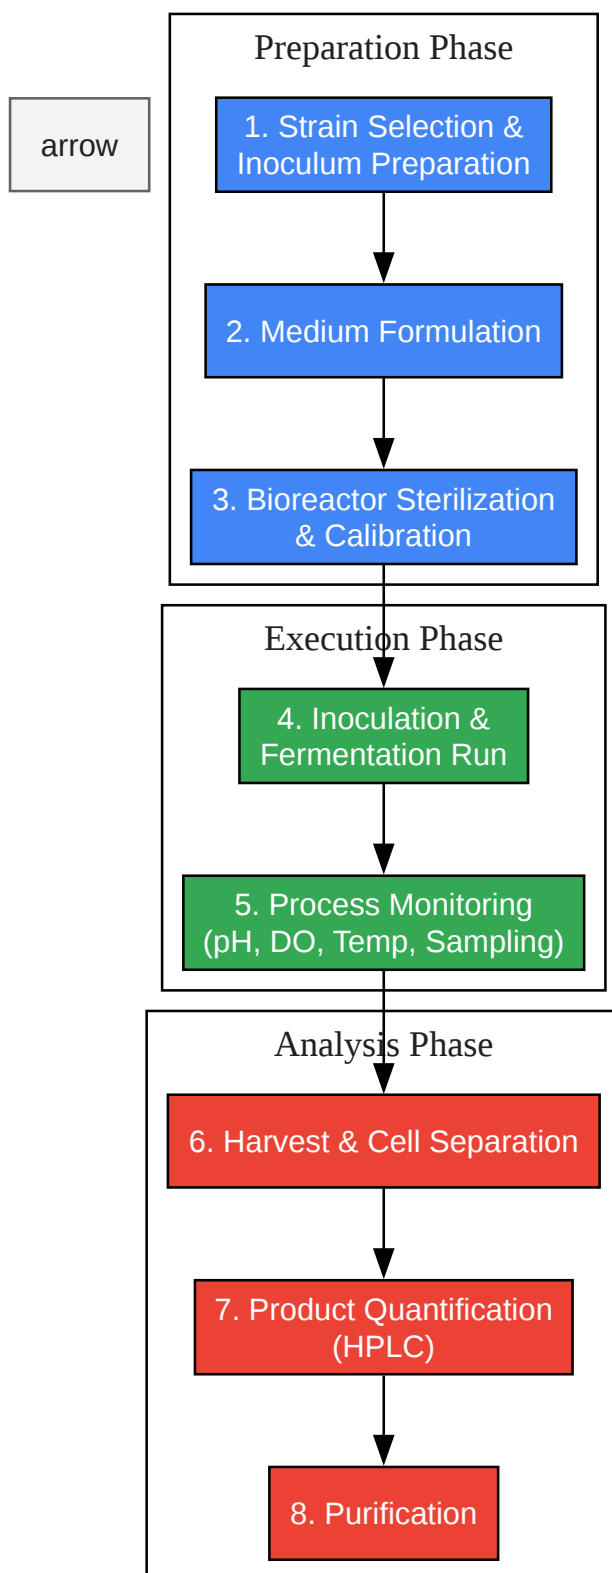 Preparation Phase
arrow
1. Strain Selection &
Inoculum Preparation
2. Medium Formulation
3. Bioreactor Sterilization
& Calibration
Execution Phase
4. Inoculation &
Fermentation Run
5. Process Monitoring
(pH, DO, Temp, Sampling)
Analysis Phase
6. Harvest & Cell Separation
7. Product Quantification
(HPLC)
8. Purification